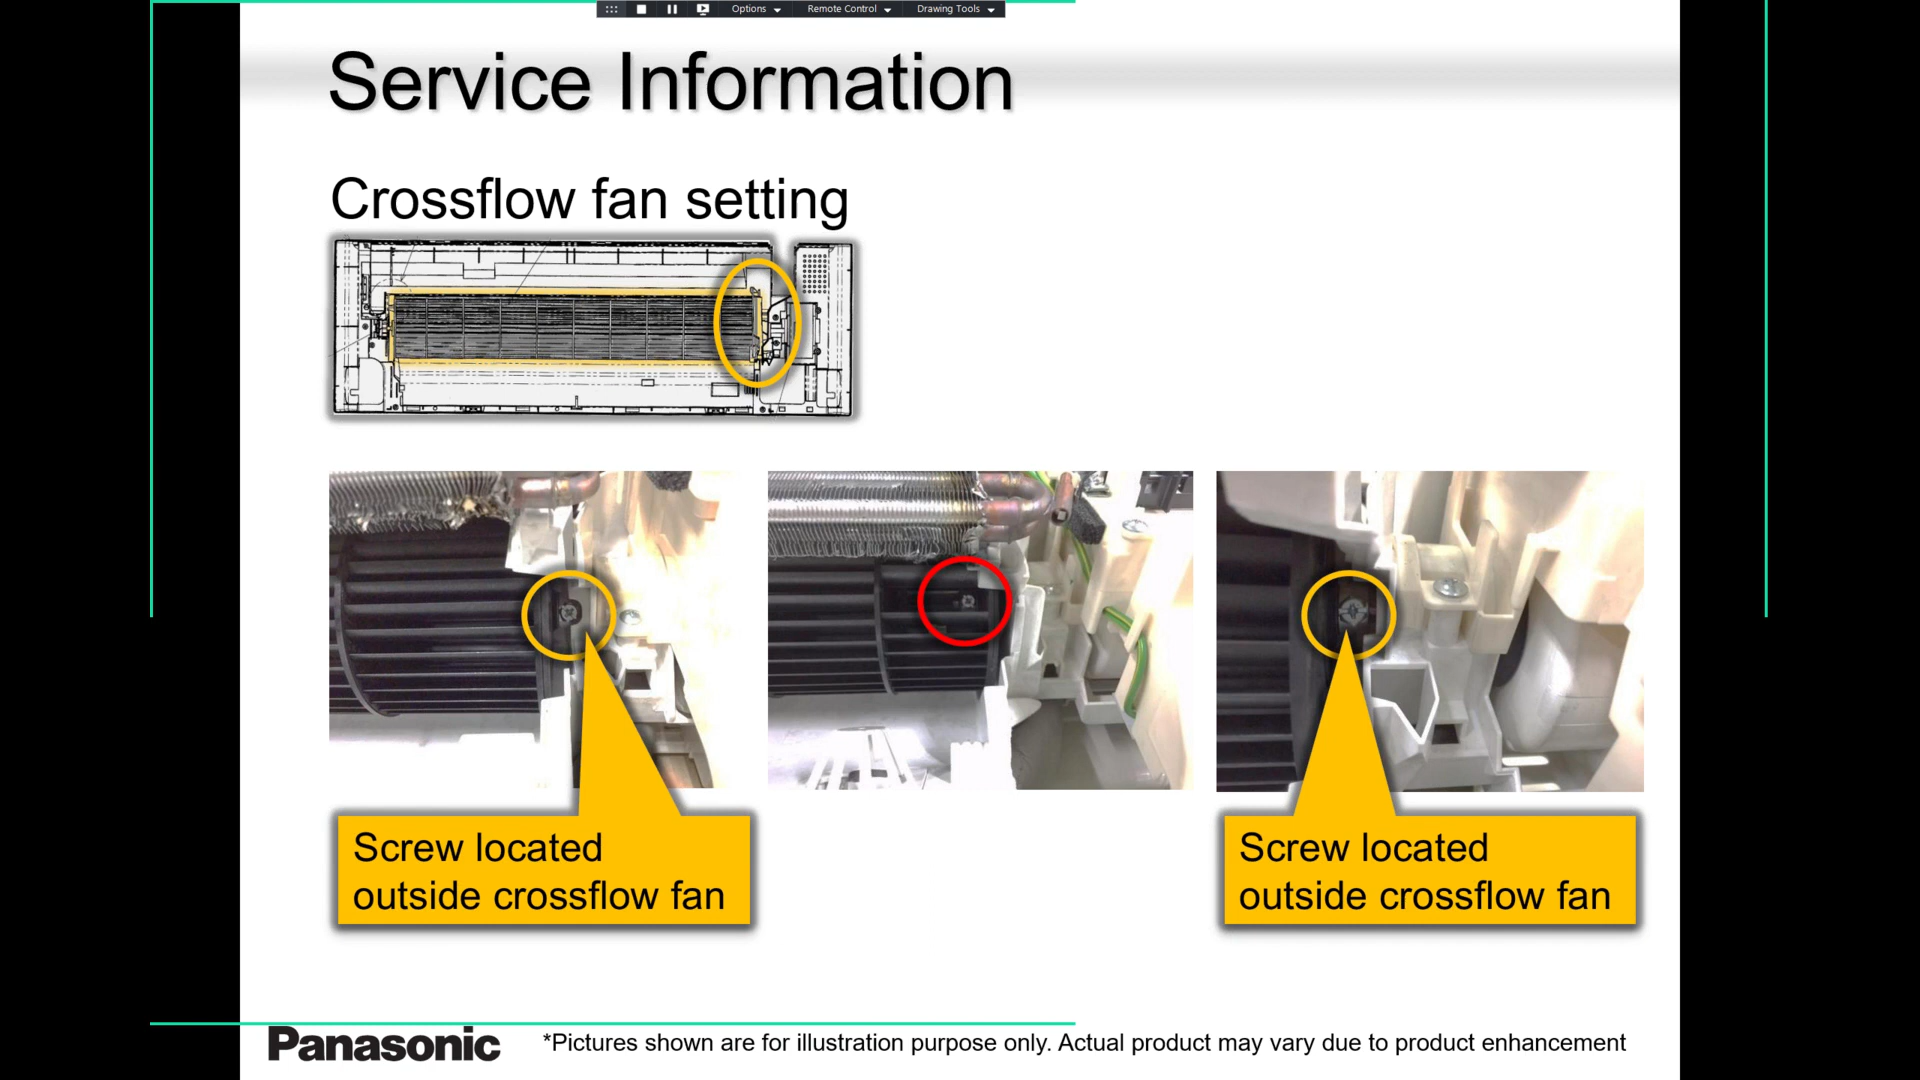 Options
Remote Control
Drawing Tools
Service Information
Crossflow fan setting
Screw located
outside crossflow fan
Screw located
outside crossflow fan
Panasonic
*Pictures shown are for illustration purpose only. Actual product may vary due to product enhancement